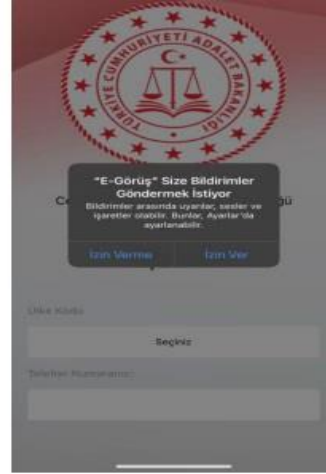 TÜRKİYE CUMHURİYETİ ADALET BAKANLIĞI
"E-Görüş" Size Bildirimler
Göndermek İstiyor
Bildirimler arasında uyarılar, sesler ve
işaretler olabilir. Bunlar, Ayarlar'da
ayarlanabilir.
İzin Verme
İzin Ver
Ülke Kodu
Seçiniz
Telefon Numaranız: